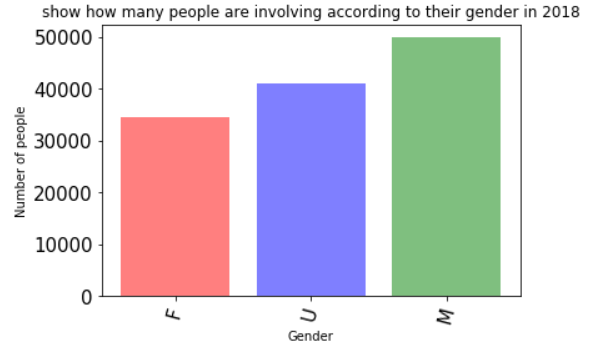 show how many people are involving according to their gender in 2018
50000
40000
30000
20000
10000
0
Number of people
F
U
M
Gender